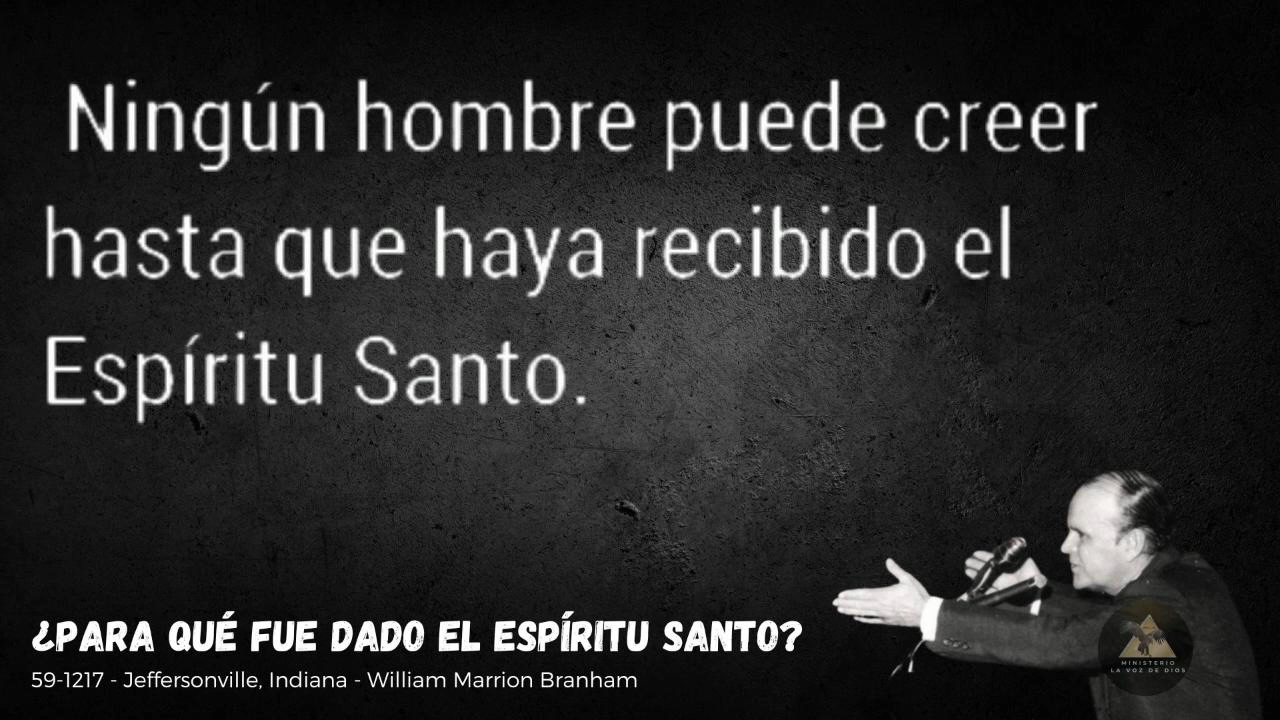 Ningún hombre puede creer
hasta que haya recibido el
Espíritu Santo.
¿PARA QUÉ FUE DADO EL ESPÍRITU SANTO?
59-1217 - Jeffersonville, Indiana - William Marrion Branham
MINISTERIO
LA VOZ DE DIOS